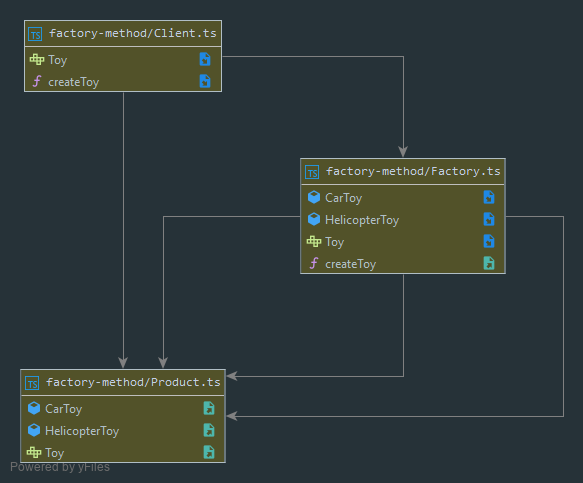 TS factory-method/Client.ts
Toy
f createToy
TS factory-method/Factory.ts
CarToy
HelicopterToy
Toy
f createToy
TS factory-method/Product.ts
CarToy
HelicopterToy
Toy
Powered by yFiles